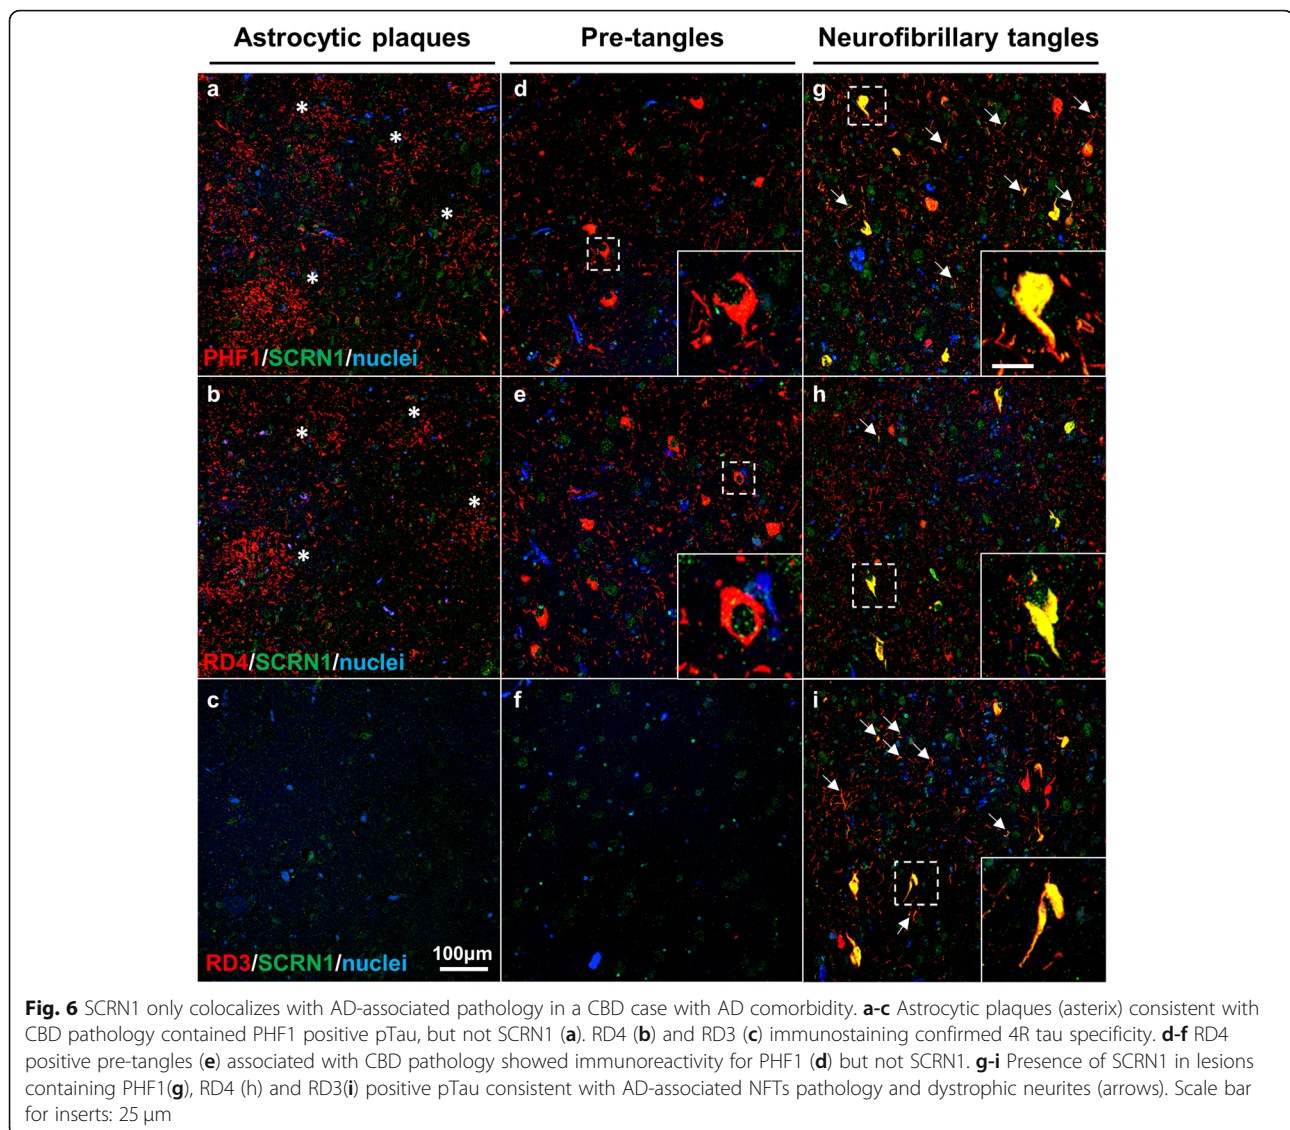 Astrocytic plaques
Pre-tangles
Neurofibrillary tangles
a
*
*
*
*
PHF1/SCRN1/nuclei
d
g
b
*
*
*
*
RD4/SCRN1/nuclei
e
h
c
RD3/SCRN1/nuclei
100µm
f
i
Fig. 6 SCRN1 only colocalizes with AD-associated pathology in a CBD case with AD comorbidity. a-c Astrocytic plaques (asterix) consistent with
CBD pathology contained PHF1 positive pTau, but not SCRN1 (a). RD4 (b) and RD3 (c) immunostaining confirmed 4R tau specificity. d-f RD4
positive pre-tangles (e) associated with CBD pathology showed immunoreactivity for PHF1 (d) but not SCRN1. g-i Presence of SCRN1 in lesions
containing PHF1(g), RD4 (h) and RD3(i) positive pTau consistent with AD-associated NFTs pathology and dystrophic neurites (arrows). Scale bar
for inserts: 25 µm